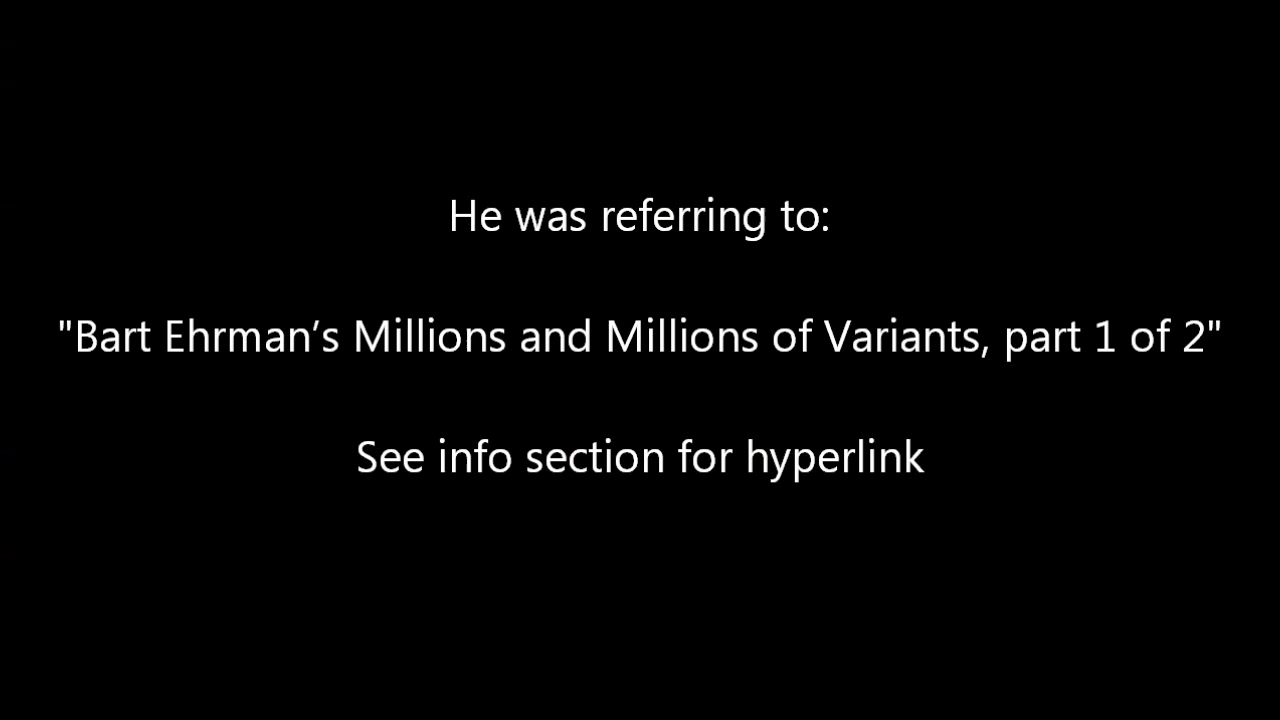 He was referring to:
"Bart Ehrman’s Millions and Millions of Variants, part 1 of 2"
See info section for hyperlink